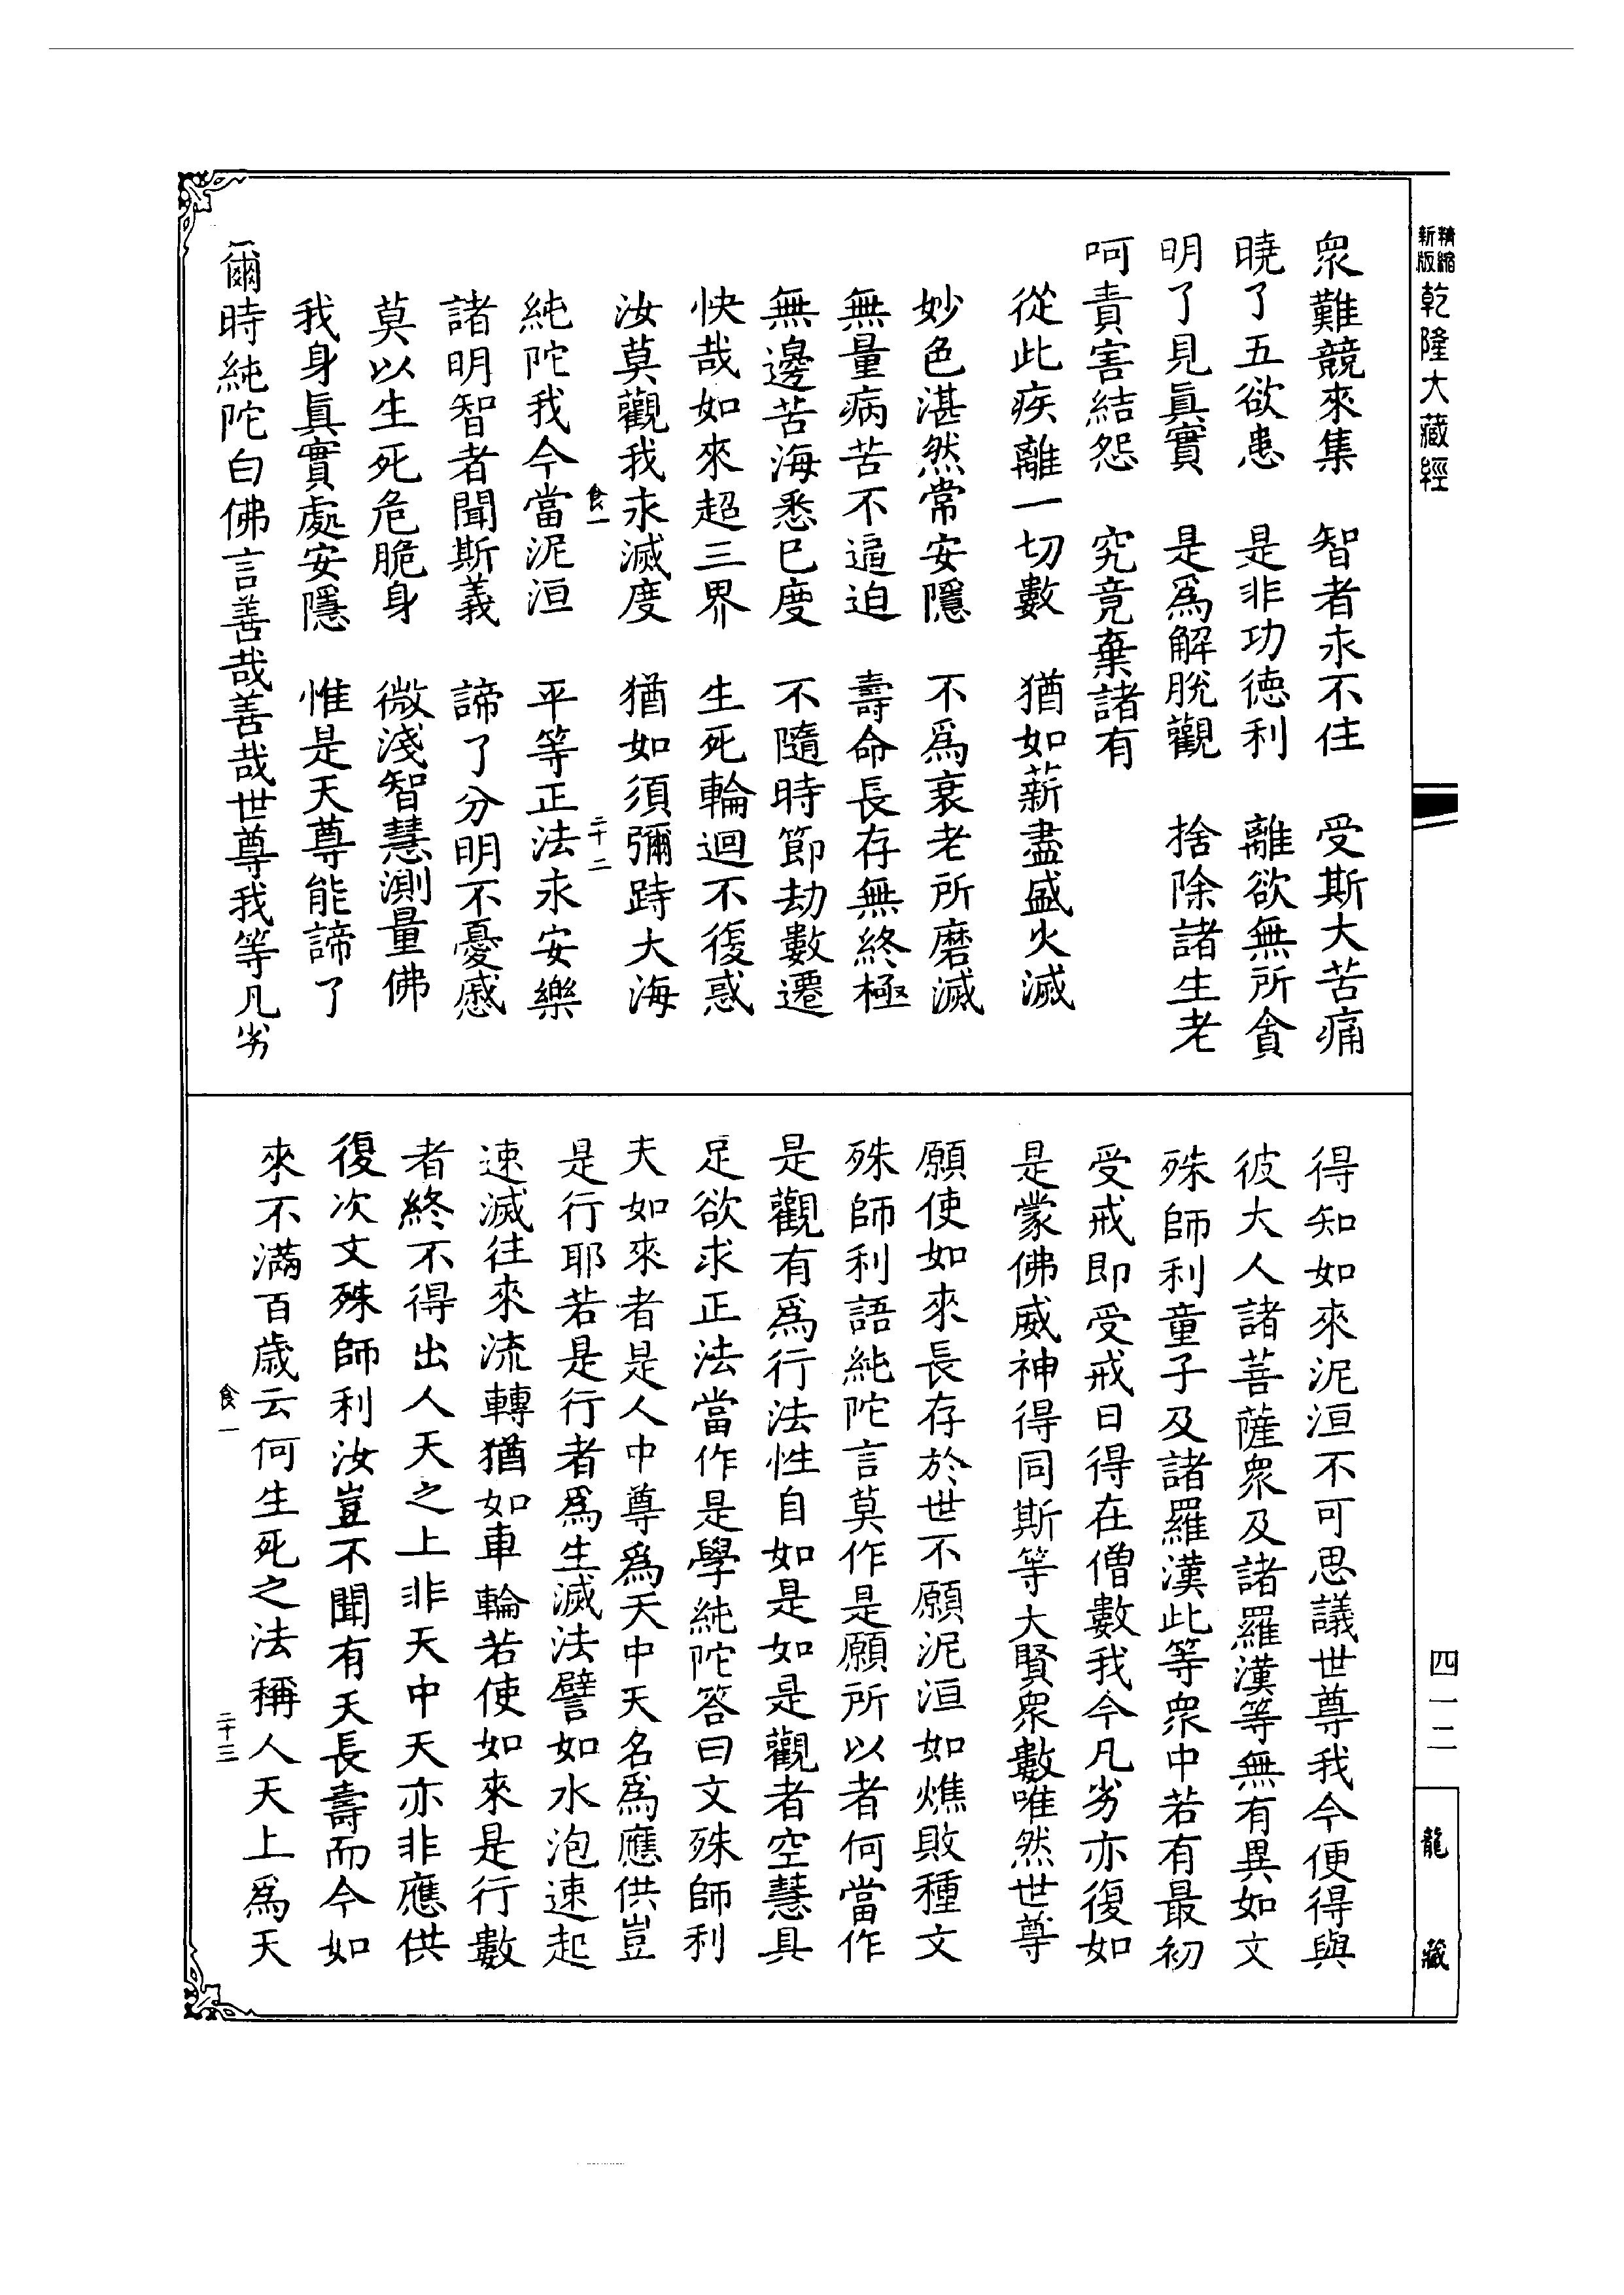 精縮
新版
乾隆大藏經
衆難競來集　智者永不住　受斯大苦痛
曉了五欲患　是非功德利　離欲無所貪
明了見眞實　是爲解脫觀　捨除諸生老
呵責害結怨　究竟棄諸有
從此疾離一切數　猶如薪盡盛火滅
妙色湛然常安隱　不爲衰老所磨滅
無量病苦不逼迫　壽命長存無終極
無邊苦海悉已度　不隨時節劫數遷
快哉如來超三界　生死輪迴不復惑
汝莫觀我永滅度　猶如須彌跱大海
食一　二十二
純陀我今當泥洹　平等正法永安樂
諸明智者聞斯義　諦了分明不憂慼
莫以生死危脆身　微淺智慧測量佛
我身眞實處安隱　惟是天尊能諦了
爾時純陀白佛言善哉善哉世尊我等凡劣
得知如來泥洹不可思議世尊我今便得與
彼大人諸菩薩衆及諸羅漢等無有異如文
殊師利童子及諸羅漢此等衆中若有最初
受戒即受戒日得在僧數我今凡劣亦復如
是蒙佛威神得同斯等大賢衆數唯然世尊
願使如來長存於世不願泥洹如燋敗種文
殊師利語純陀言莫作是願所以者何當作
是觀有爲行法性自如是如是觀者空慧具
足欲求正法當作是學純陀答曰文殊師利
夫如來者是人中尊爲天中天名爲應供豈
是行耶若是行者爲生滅法譬如水泡速起
速滅往來流轉猶如車輪若使如來是行數
者終不得出人天之上非天中天亦非應供
復次文殊師利汝豈不聞有天長壽而今如
來不滿百歲云何生死之法稱人天上爲天
食一　二十三
四一二
龍藏